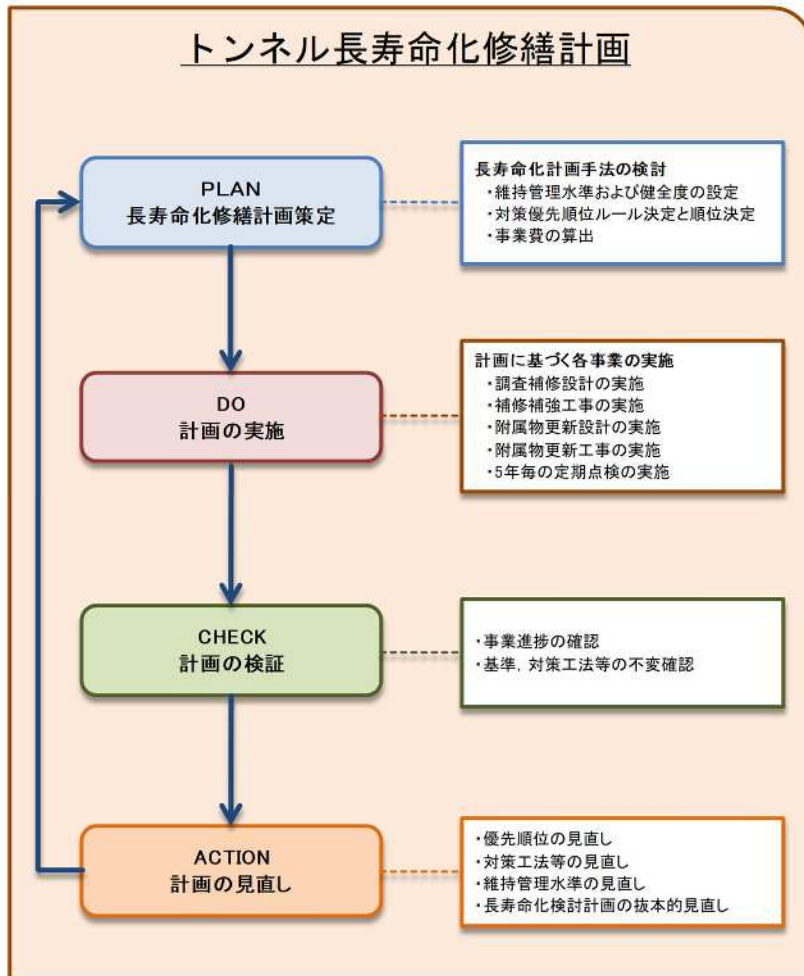 トンネル長寿命化修繕計画
PLAN
長寿命化修繕計画策定
長寿命化計画手法の検討
・維持管理水準および健全度の設定
・対策優先順位ルール決定と順位決定
・事業費の算出
DO
計画の実施
計画に基づく各事業の実施
・調査補修設計の実施
・補修補強工事の実施
・附属物更新設計の実施
・附属物更新工事の実施
・5年毎の定期点検の実施
CHECK
計画の検証
・事業進捗の確認
・基準，対策工法等の不変確認
ACTION
計画の見直し
・優先順位の見直し
・対策工法等の見直し
・維持管理水準の見直し
・長寿命化検討計画の抜本的見直し